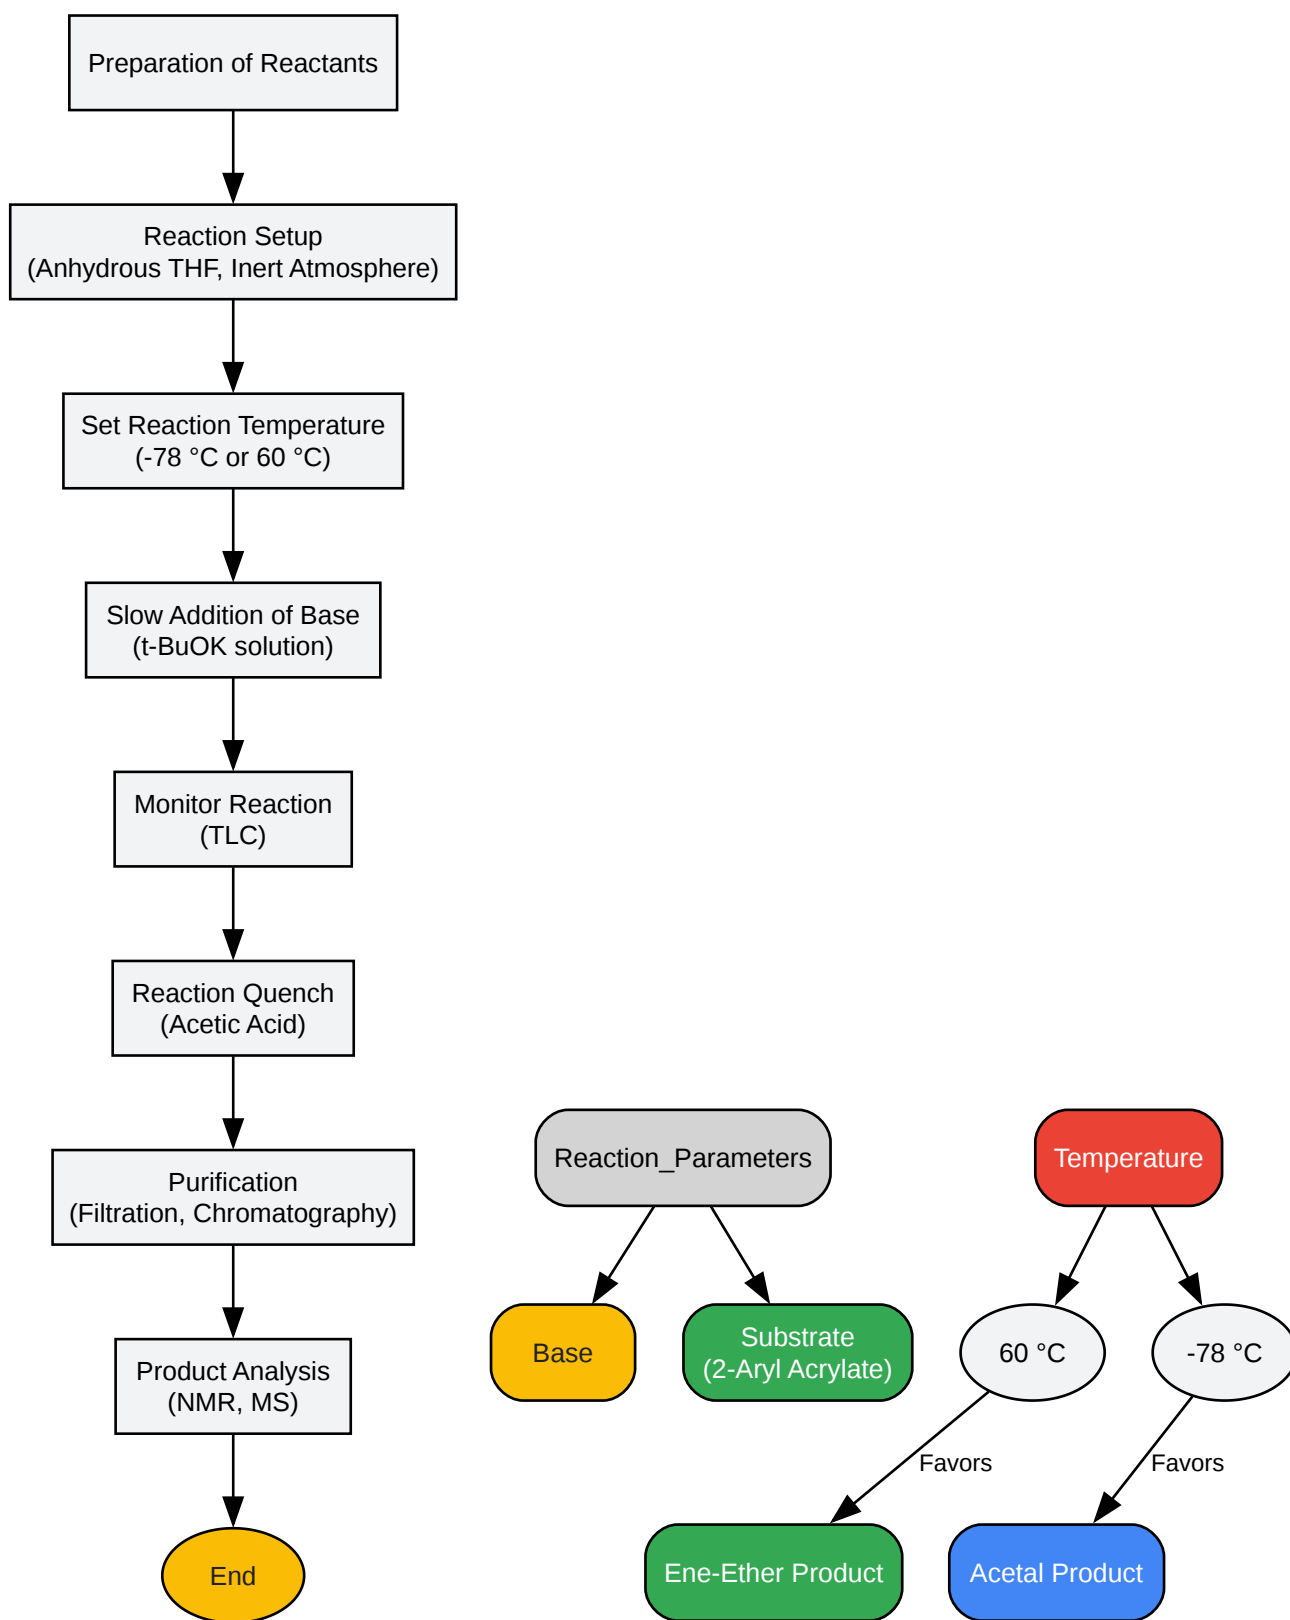 Preparation of Reactants
Reaction Setup
(Anhydrous THF, Inert Atmosphere)
Set Reaction Temperature
(-78 °C or 60 °C)
Slow Addition of Base
(t-BuOK solution)
Monitor Reaction
(TLC)
Reaction Quench
(Acetic Acid)
Purification
(Filtration, Chromatography)
Product Analysis
(NMR, MS)
End
Reaction_Parameters
Base
Substrate
(2-Aryl Acrylate)
Temperature
60 °C
-78 °C
Favors
Favors
Ene-Ether Product
Acetal Product